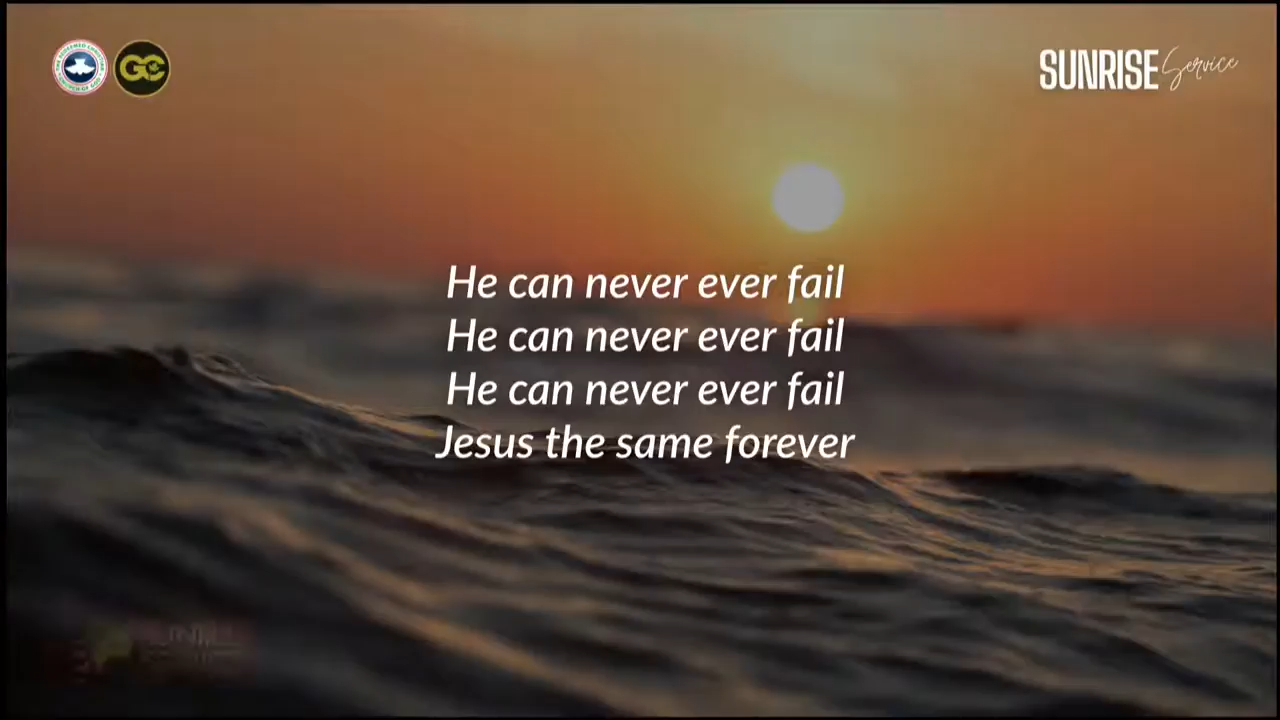 GC
SUNRISE Service
He can never ever fail
He can never ever fail
He can never ever fail
Jesus the same forever